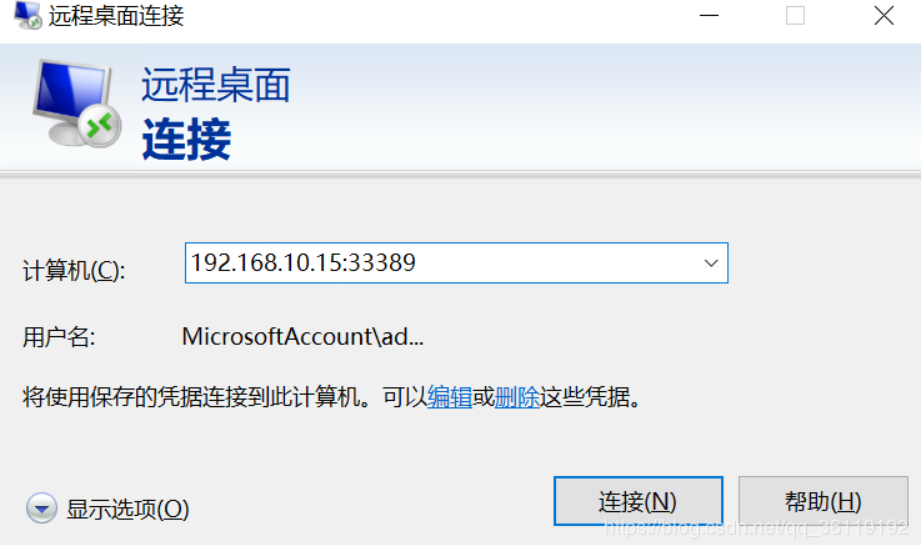 远程桌面连接
远程桌面
连接
计算机(C):
192.168.10.15:33389
用户名:
MicrosoftAccount\ad...
将使用保存的凭据连接到此计算机。可以编辑或删除这些凭据。
显示选项(O)
连接(N)
帮助(H)
https://blog.csdn.net/qq_36119192